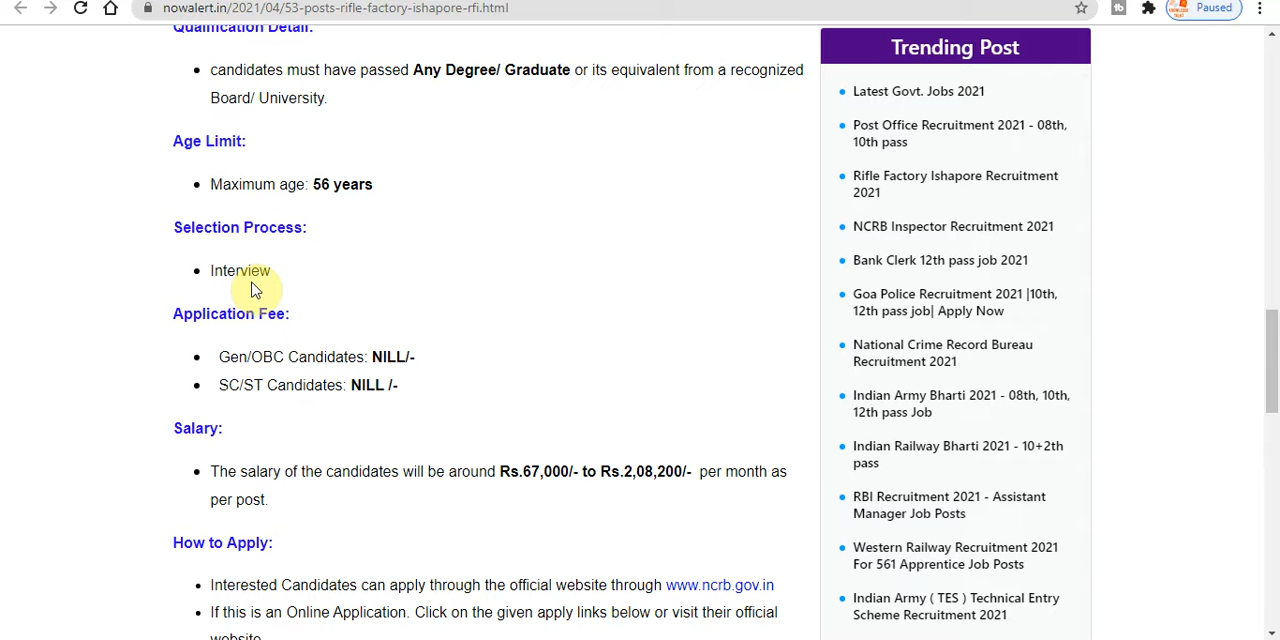 nowalert.in/2021/04/53-posts-rifle-factory-ishapore-rfi.html
Paused
Qualification Detail:
candidates must have passed Any Degree/ Graduate or its equivalent from a recognized
Board/ University.
Age Limit:
Maximum age: 56 years
Selection Process:
Interview
Application Fee:
Gen/OBC Candidates: NILL/-
SC/ST Candidates: NILL /-
Salary:
The salary of the candidates will be around Rs.67,000/- to Rs.2,08,200/- per month as
per post.
How to Apply:
Interested Candidates can apply through the official website through www.ncrb.gov.in
If this is an Online Application. Click on the given apply links below or visit their official
website.
Trending Post
Latest Govt. Jobs 2021
Post Office Recruitment 2021 - 08th,
10th pass
Rifle Factory Ishapore Recruitment
2021
NCRB Inspector Recruitment 2021
Bank Clerk 12th pass job 2021
Goa Police Recruitment 2021 |10th,
12th pass job| Apply Now
National Crime Record Bureau
Recruitment 2021
Indian Army Bharti 2021 - 08th, 10th,
12th pass Job
Indian Railway Bharti 2021 - 10+2th
pass
RBI Recruitment 2021 - Assistant
Manager Job Posts
Western Railway Recruitment 2021
For 561 Apprentice Job Posts
Indian Army ( TES ) Technical Entry
Scheme Recruitment 2021